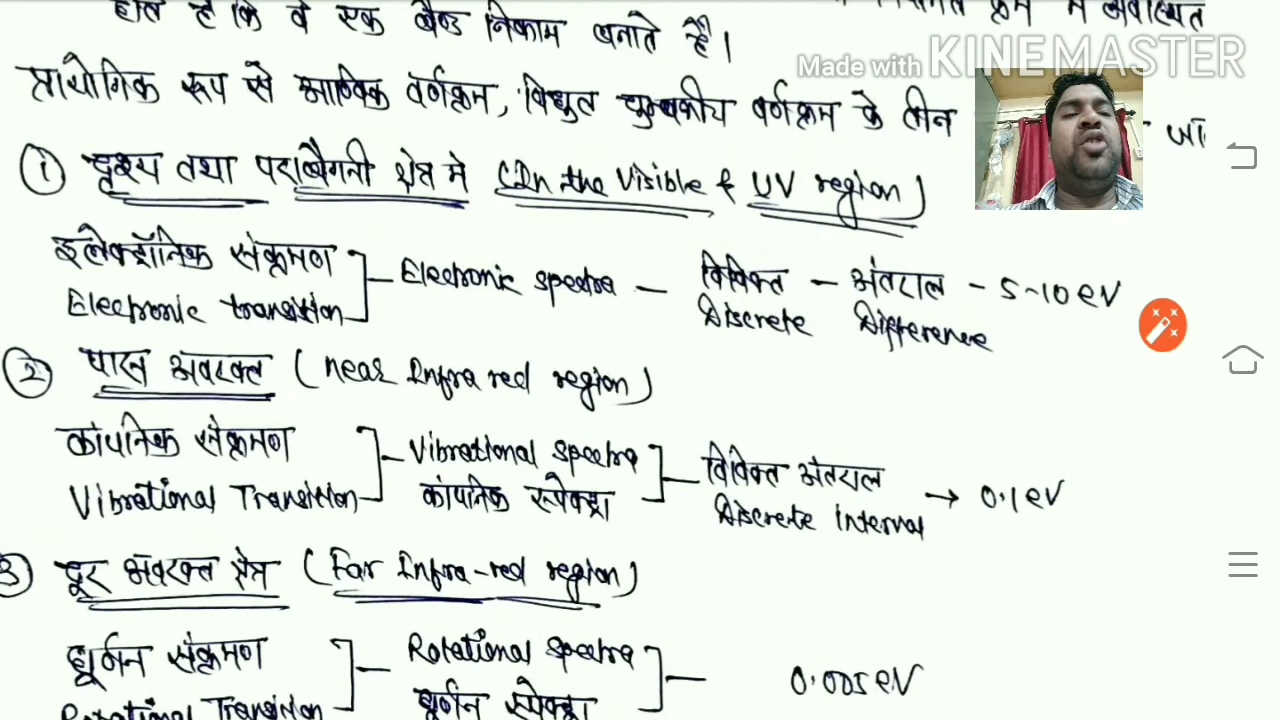 होते हैं कि वे एक बैण्ड निकाय बनाते है।
Made with KINEMASTER
प्रायोगिक रूप से आण्विक वर्णक्रम, विद्युत चुम्बकीय वर्णक्रम के तीन
① दृश्य तथा पराबैगनी क्षेत्र में (In the Visible & UV region)
इलेक्ट्रॉनिक संक्रमण
Electronic transition
Electronic spectra — विविक्त – अंतराल – 5-10 eV
Discrete Difference
② पास अवरक्त (near Infra red region)
कांपनिक संक्रमण
Vibrational Transition
Vibrational spectra
कांपनिक स्पेक्ट्रा
विविक्त अंतराल
Discrete interval → 0.1 eV
③ दूर अवरक्त क्षेत्र (Far Infra-red region)
घूर्णन संक्रमण
Rotational Transition
Rotational spectra
घूर्णन स्पेक्ट्रा
0.005 eV